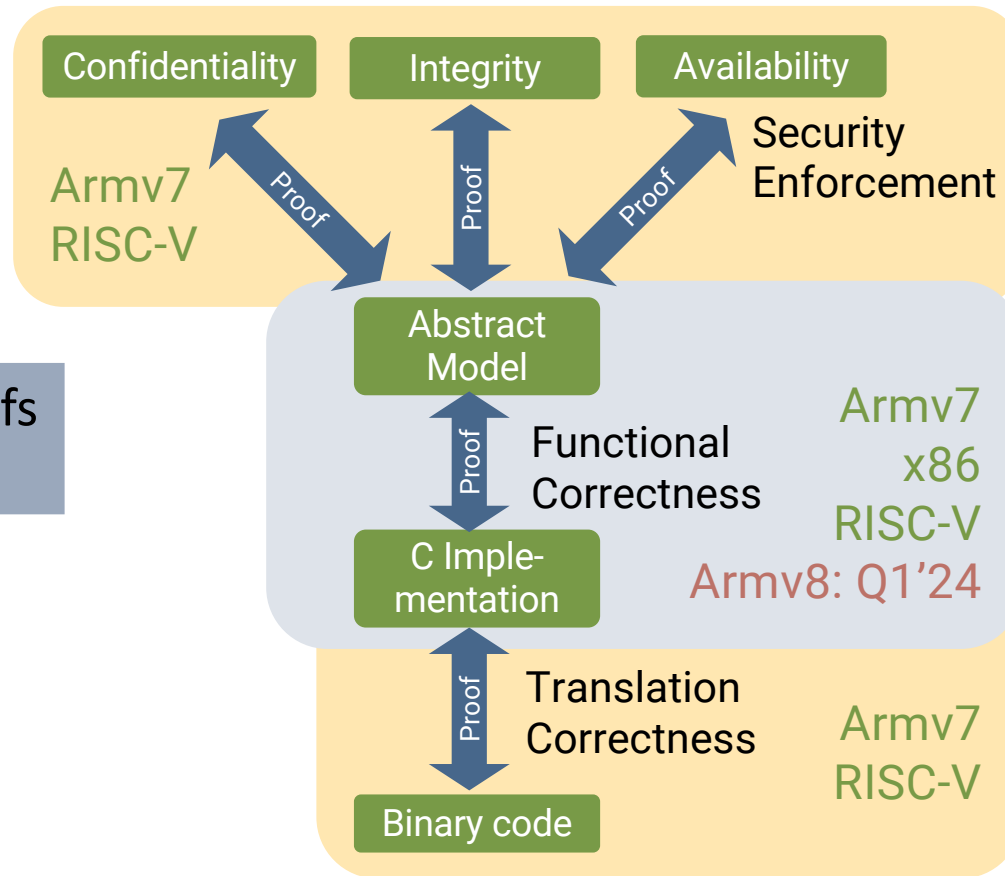 Confidentiality
Integrity
Availability
Security
Enforcement
Armv7
RISC-V
Proof
Proof
Proof
Abstract
Model
fs
Proof
Functional
Correctness
Armv7
x86
RISC-V
Armv8: Q1’24
C Imple-
mentation
Proof
Translation
Correctness
Armv7
RISC-V
Binary code